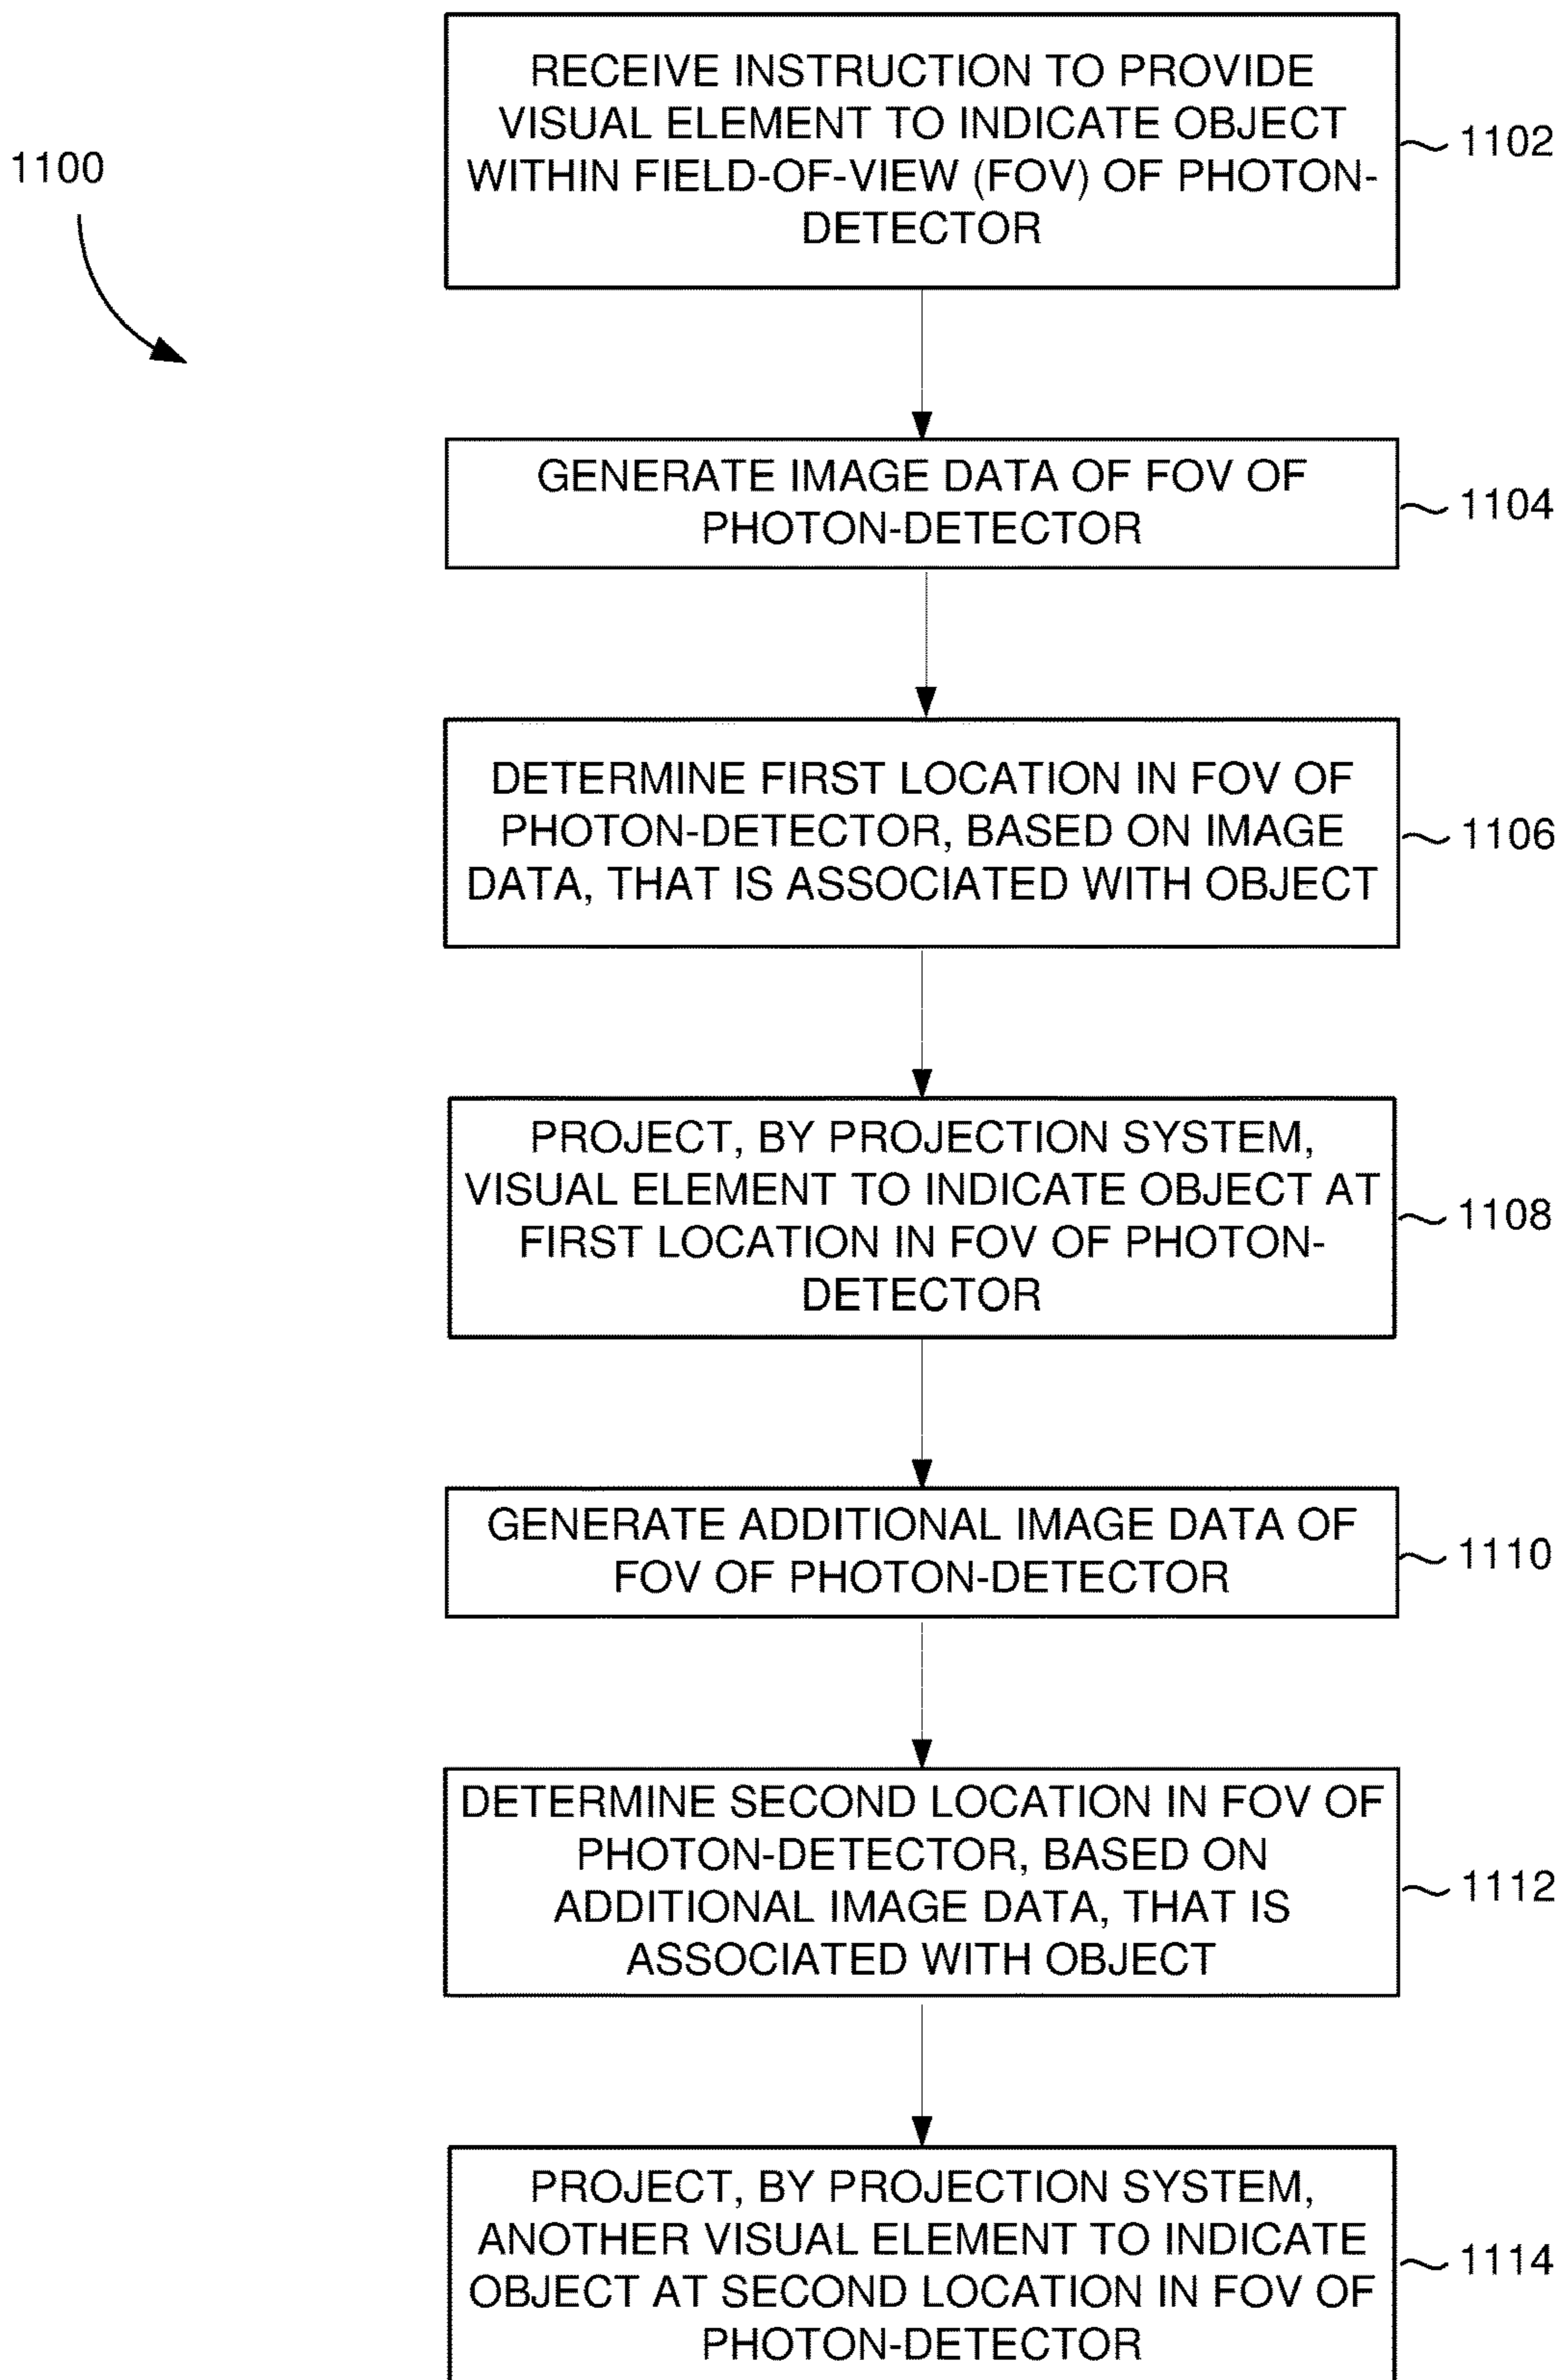 1100
RECEIVE INSTRUCTION TO PROVIDE
VISUAL ELEMENT TO INDICATE OBJECT
WITHIN FIELD-OF-VIEW (FOV) OF PHOTON-
DETECTOR
1102
GENERATE IMAGE DATA OF FOV OF
PHOTON-DETECTOR
1104
DETERMINE FIRST LOCATION IN FOV OF
PHOTON-DETECTOR, BASED ON IMAGE
DATA, THAT IS ASSOCIATED WITH OBJECT
1106
PROJECT, BY PROJECTION SYSTEM,
VISUAL ELEMENT TO INDICATE OBJECT AT
FIRST LOCATION IN FOV OF PHOTON-
DETECTOR
1108
GENERATE ADDITIONAL IMAGE DATA OF
FOV OF PHOTON-DETECTOR
1110
DETERMINE SECOND LOCATION IN FOV OF
PHOTON-DETECTOR, BASED ON
ADDITIONAL IMAGE DATA, THAT IS
ASSOCIATED WITH OBJECT
1112
PROJECT, BY PROJECTION SYSTEM,
ANOTHER VISUAL ELEMENT TO INDICATE
OBJECT AT SECOND LOCATION IN FOV OF
PHOTON-DETECTOR
1114